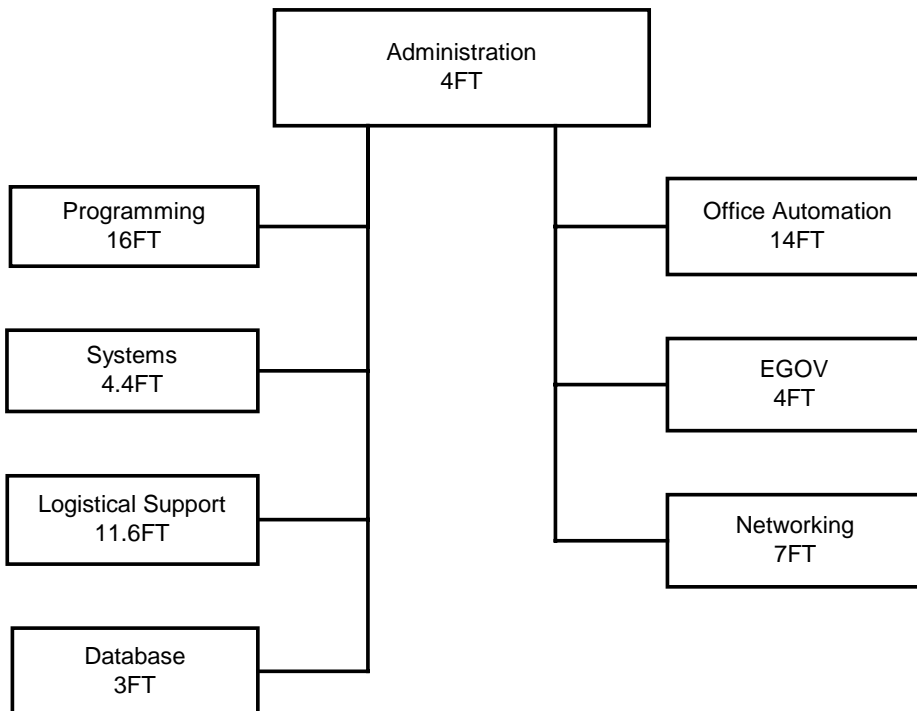 Administration
4FT
Programming
16FT
Office Automation
14FT
Systems
4.4FT
EGOV
4FT
Logistical Support
11.6FT
Networking
7FT
Database
3FT